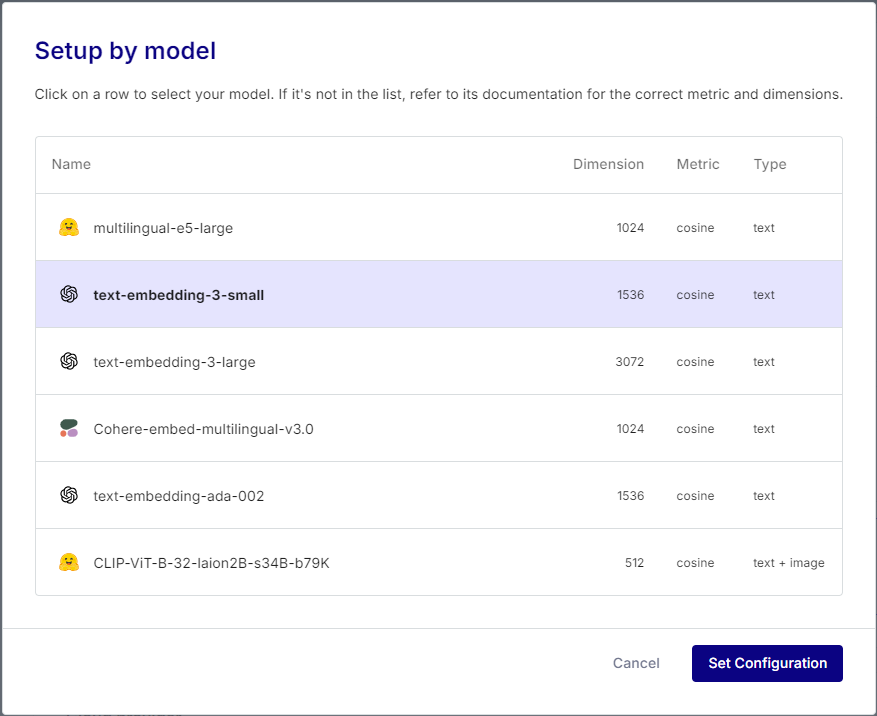 Setup by model
Click on a row to select your model. If it's not in the list, refer to its documentation for the correct metric and dimensions.
Name Dimension Metric Type
multilingual-e5-large 1024 cosine text
text-embedding-3-small 1536 cosine text
text-embedding-3-large 3072 cosine text
Cohere-embed-multilingual-v3.0 1024 cosine text
text-embedding-ada-002 1536 cosine text
CLIP-ViT-B-32-laion2B-s34B-b79K 512 cosine text + image
Cancel Set Configuration